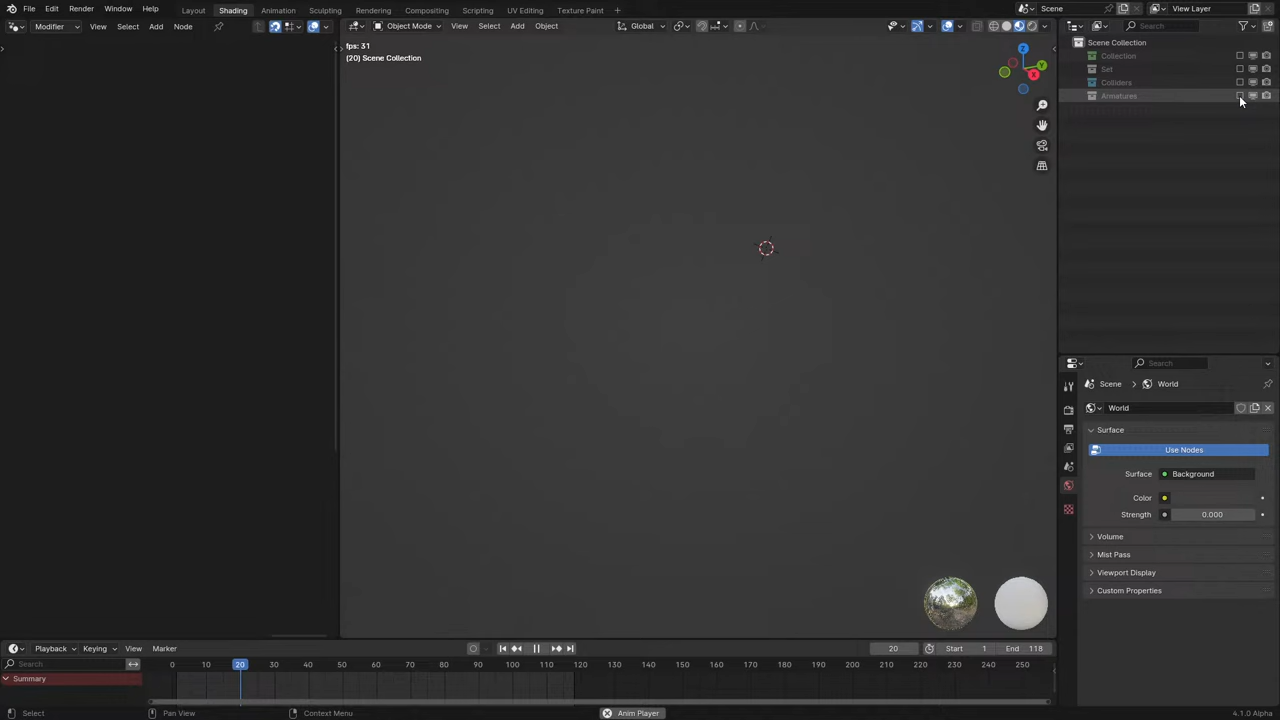 File Edit Render Window Help
Layout Shading Animation Sculpting Rendering Compositing Scripting UV Editing Texture Paint +
Scene
View Layer
Modifier View Select Add Node
Object Mode View Select Add Object
Global
Search
fps: 31
(20) Scene Collection
Z
Y
X
Scene Collection
Collection
Set
Colliders
Armatures
Search
Scene World
World
Surface
Use Nodes
Surface Background
Color
Strength 0.000
Volume
Mist Pass
Viewport Display
Custom Properties
Playback Keying View Marker
20 Start 1 End 118
Search
0 10 20 30 40 50 60 70 80 90 100 110 120 130 140 150 160 170 180 190 200 210 220 230 240 250
Summary
Select Pan View Context Menu Anim Player 4.1.0 Alpha